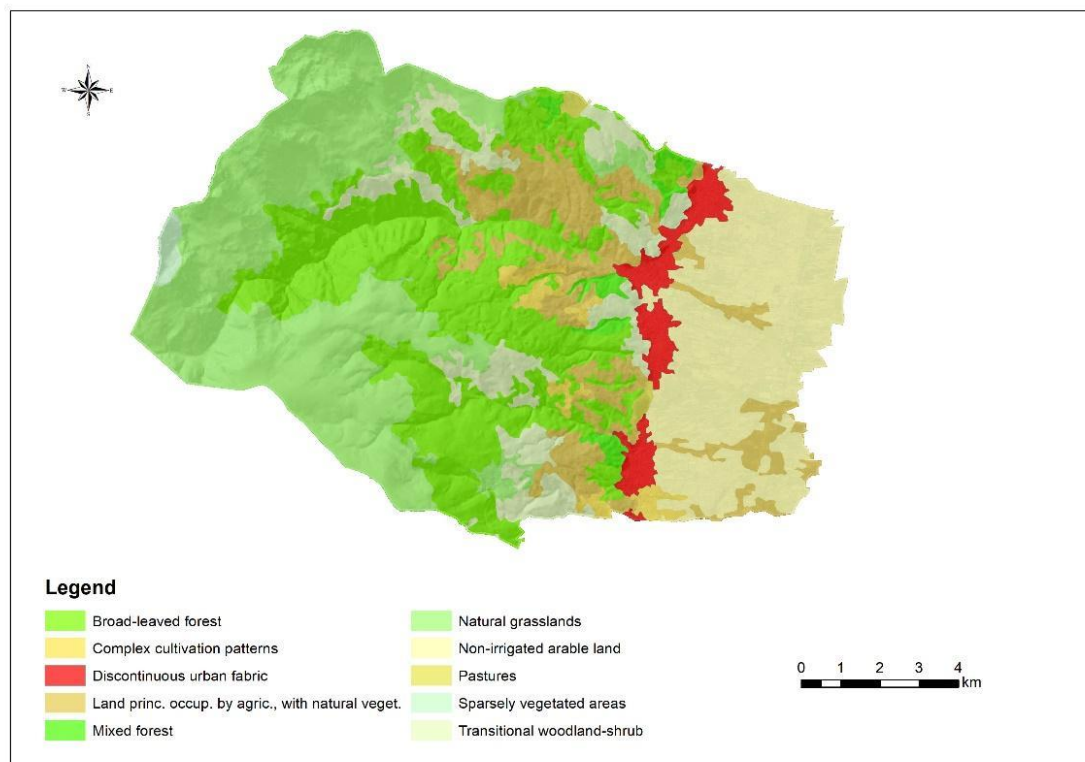 N
W E
S
Legend
Broad-leaved forest
Complex cultivation patterns
Discontinuous urban fabric
Land princ. occup. by agric., with natural veget.
Mixed forest
Natural grasslands
Non-irrigated arable land
Pastures
Sparsely vegetated areas
Transitional woodland-shrub
0 1 2 3 4
km